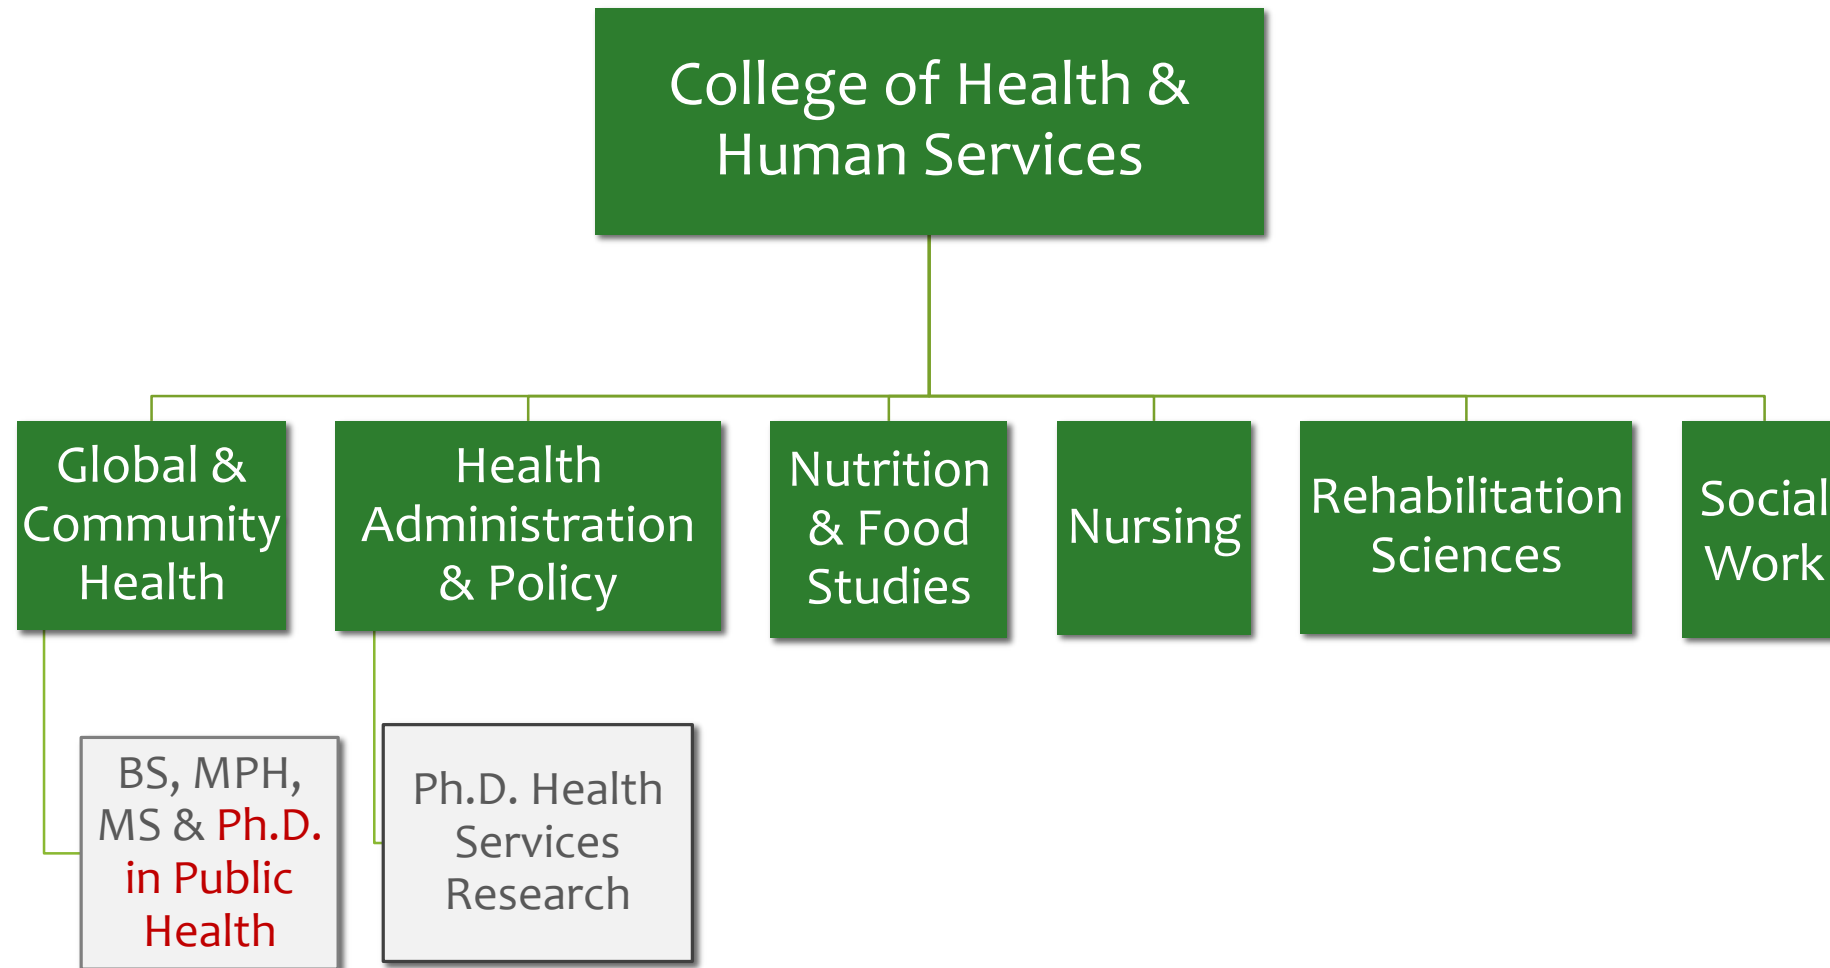 College of Health &
Human Services
Global &
Community
Health
Health
Administration
& Policy
Nutrition
& Food
Studies
Nursing
Rehabilitation
Sciences
Social
Work
BS, MPH,
MS & Ph.D.
in Public
Health
Ph.D. Health
Services
Research